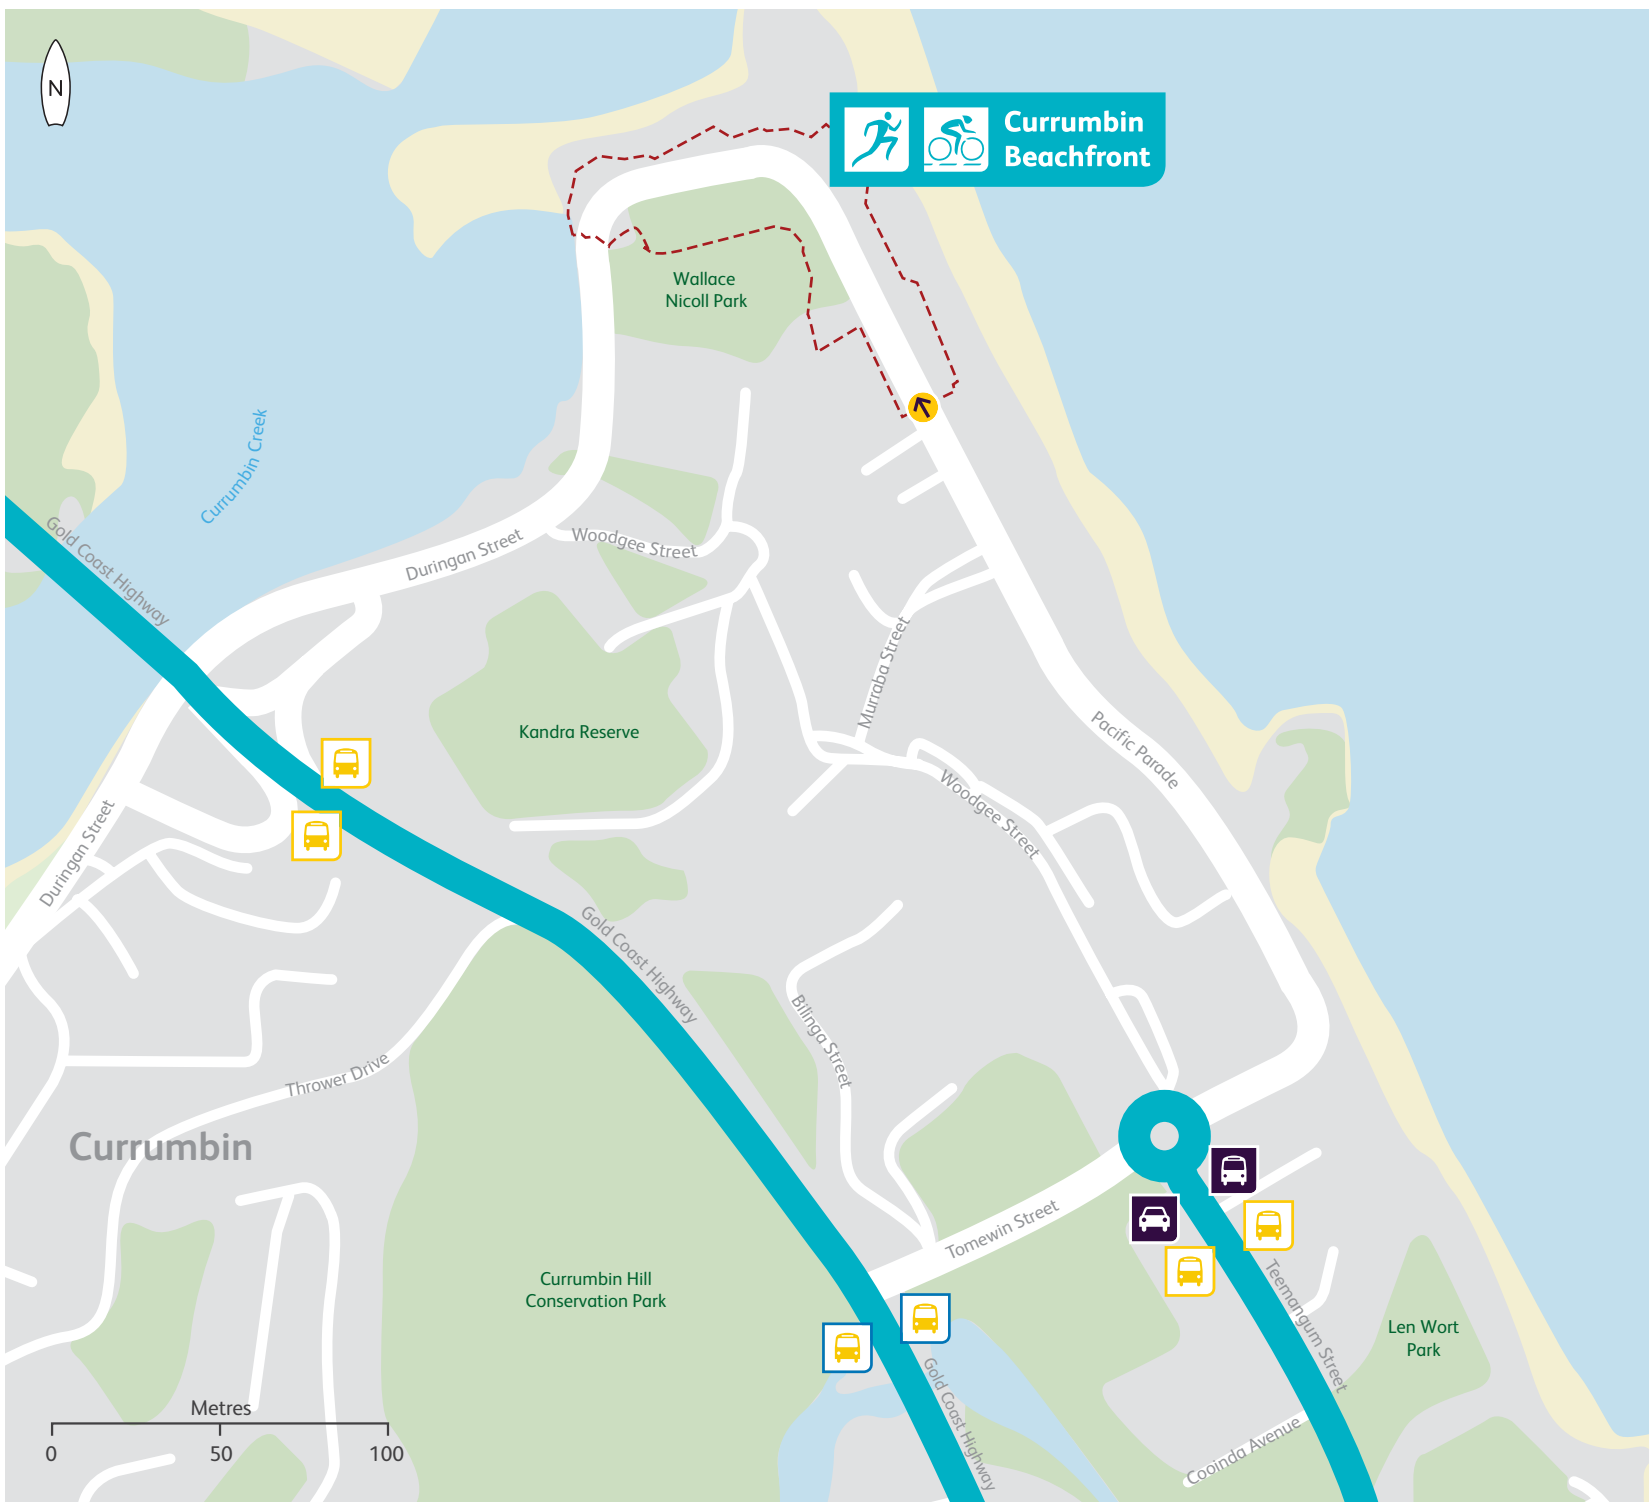 N
Currumbin
Beachfront
Wallace
Nicoll Park
Currumbin Creek
Gold Coast Highway
Duringan Street
Woodgee Street
Murraba Street
Kandra Reserve
Pacific Parade
Woodgee Street
Duringan Street
Gold Coast Highway
Bilinga Street
Thrower Drive
Currumbin
Tomewin Street
Currumbin Hill
Conservation Park
Teemangum Street
Len Wort
Park
Gold Coast Highway
Cooinda Avenue
Metres
0 50 100